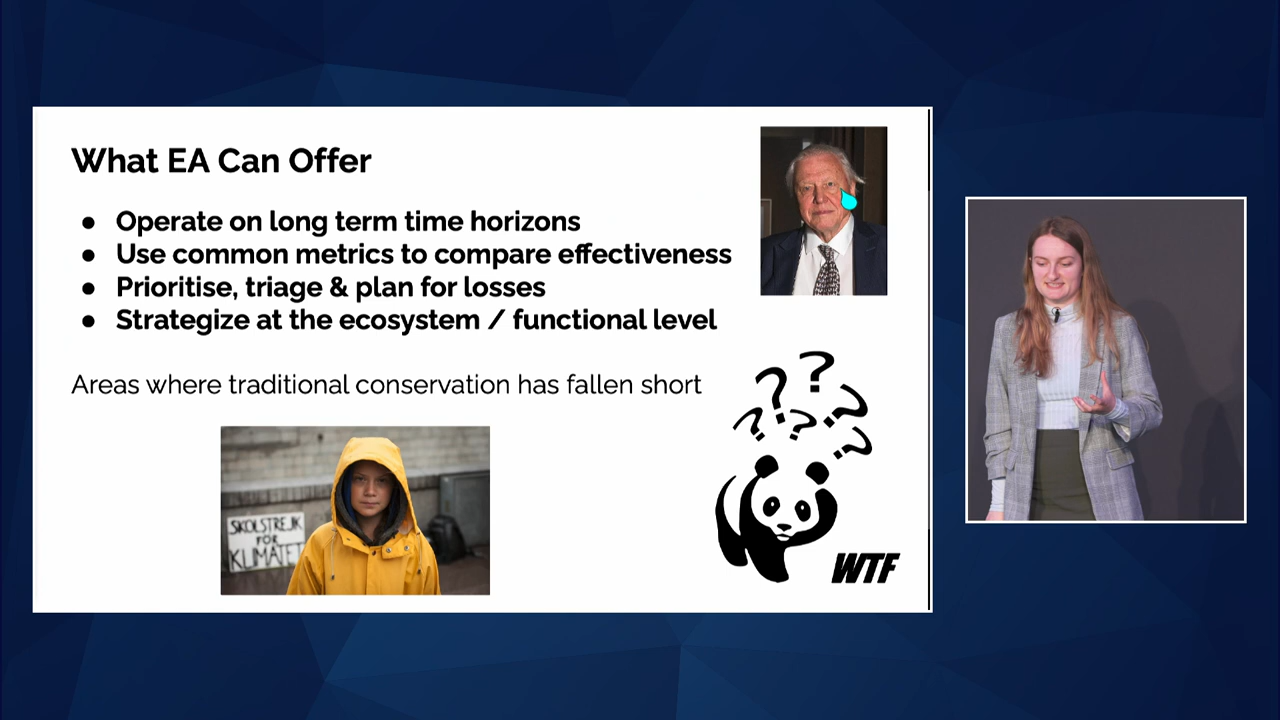 What EA Can Offer
● Operate on long term time horizons
● Use common metrics to compare effectiveness
● Prioritise, triage & plan for losses
● Strategize at the ecosystem / functional level
Areas where traditional conservation has fallen short
? ? ? ? ? ?
SKOLSTREJK
FÖR
KLIMATET
WTF